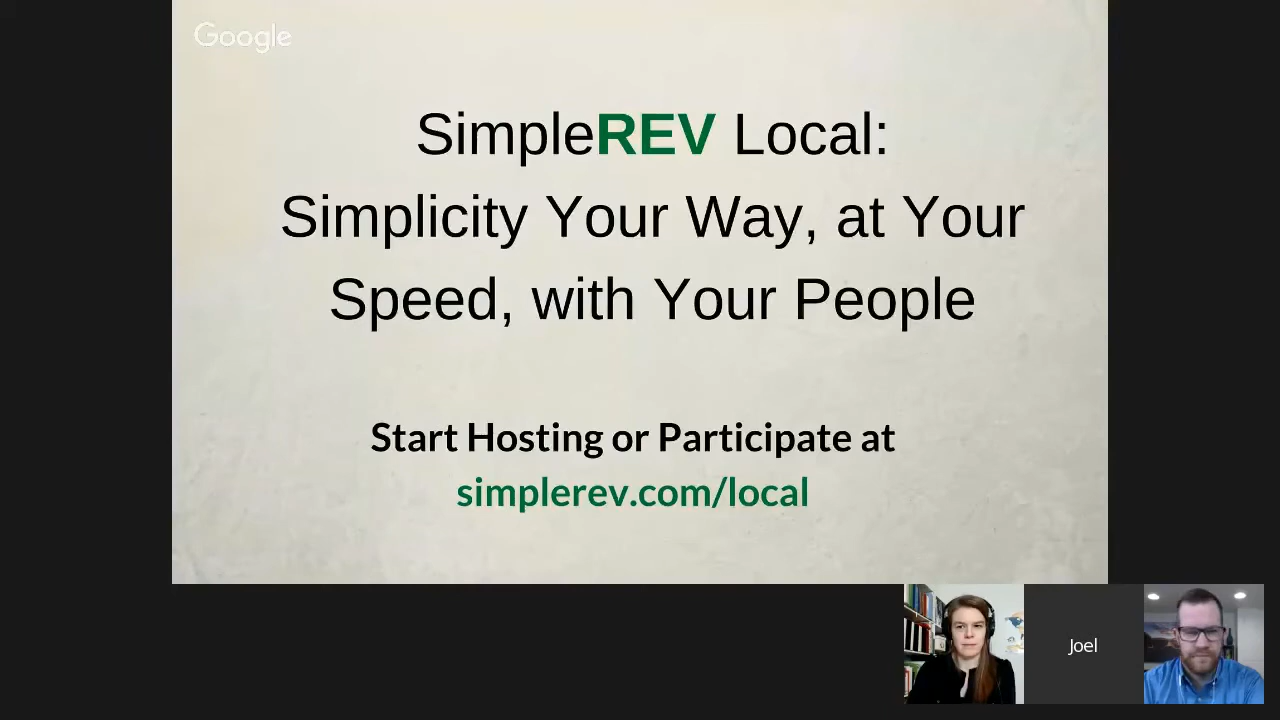 Google
SimpleREV Local:
Simplicity Your Way, at Your
Speed, with Your People
Start Hosting or Participate at
simplerev.com/local
Joel